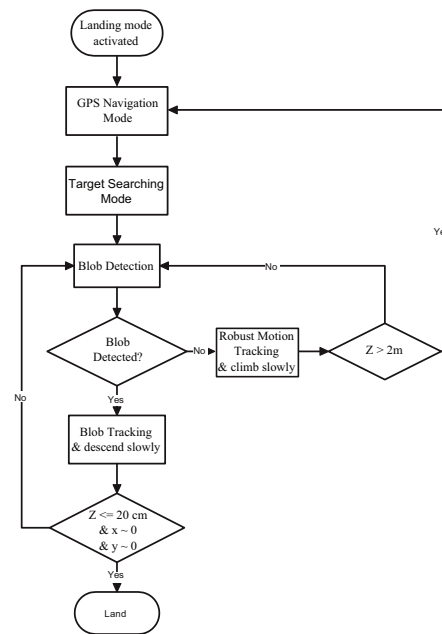 Landing mode
activated
GPS Navigation
Mode
Target Searching
Mode
Blob Detection
No
Blob
Detected?
No
Robust Motion
Tracking
& climb slowly
Z > 2m
No
Yes
Blob Tracking
& descend slowly
Z <= 20 cm
& x ~ 0
& y ~ 0
Yes
Land